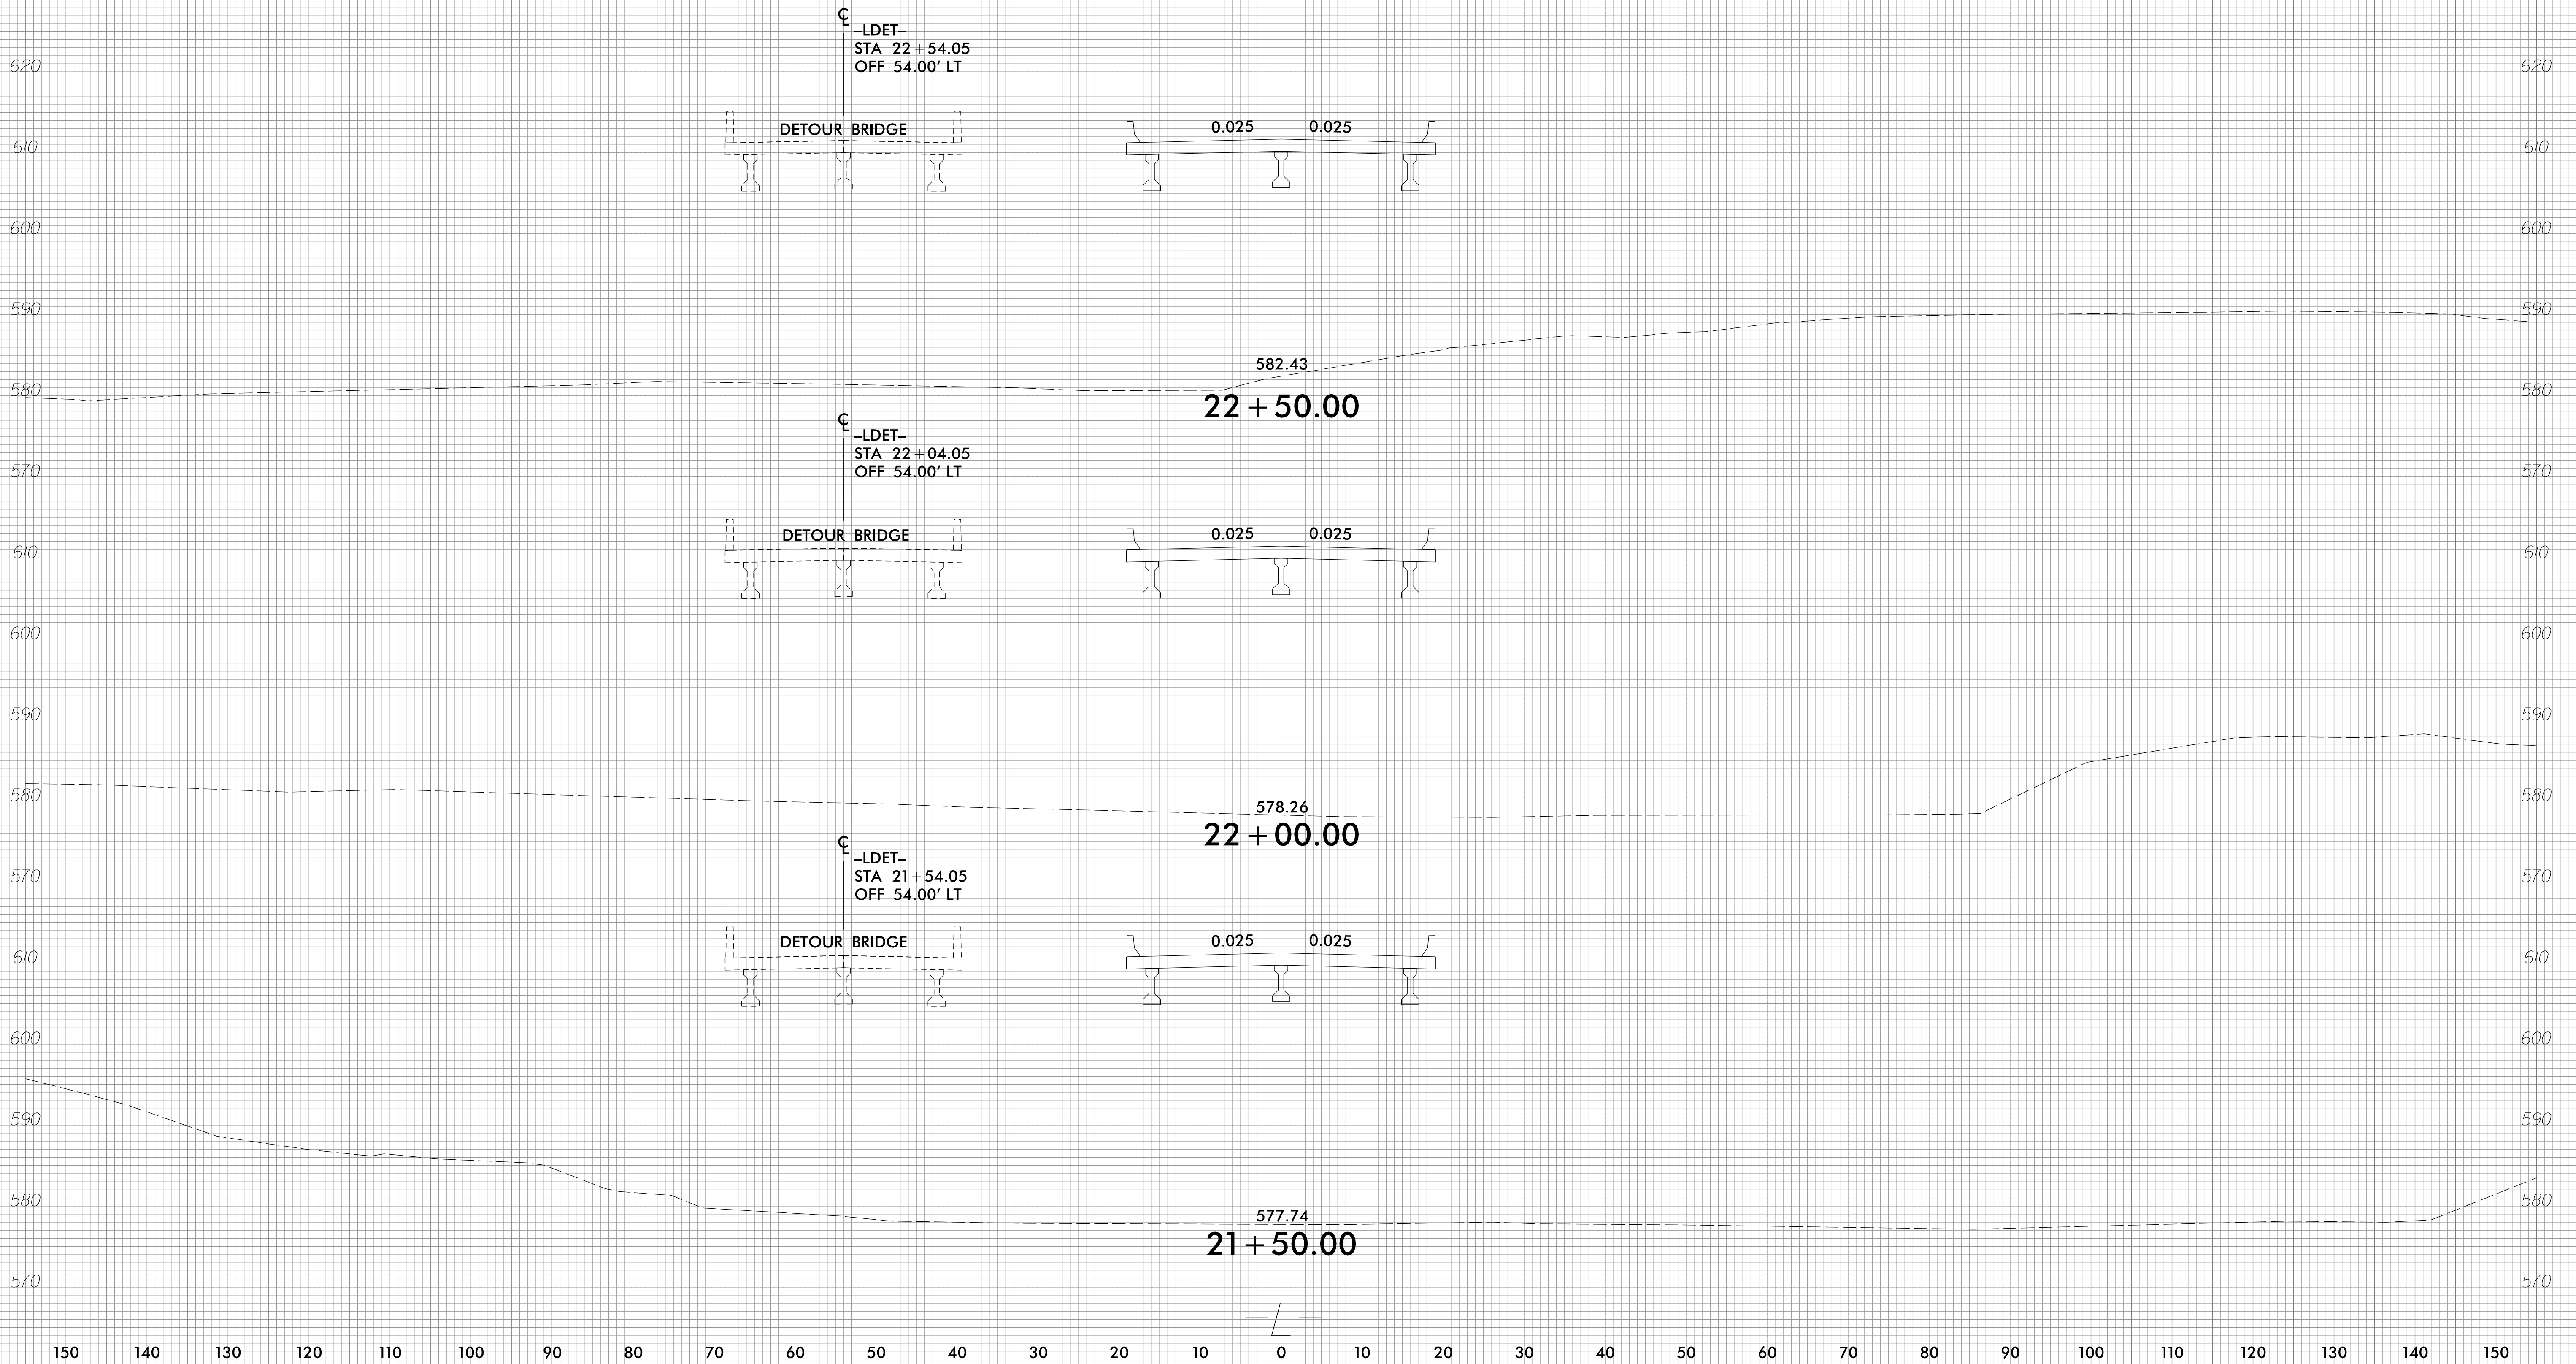 ℄
–LDET–
STA 22+54.05
OFF 54.00' LT
620 620
DETOUR BRIDGE 0.025 0.025
610 610
600 600
590 590
582.43
580 580
22+50.00
℄
–LDET–
STA 22+04.05
OFF 54.00' LT
570 570
DETOUR BRIDGE 0.025 0.025
610 610
600 600
590 590
580 580
578.26
22+00.00
℄
–LDET–
STA 21+54.05
OFF 54.00' LT
570 570
DETOUR BRIDGE 0.025 0.025
610 610
600 600
590 590
580 580
577.74
21+50.00
570 570
–L–
150 140 130 120 110 100 90 80 70 60 50 40 30 20 10 0 10 20 30 40 50 60 70 80 90 100 110 120 130 140 150